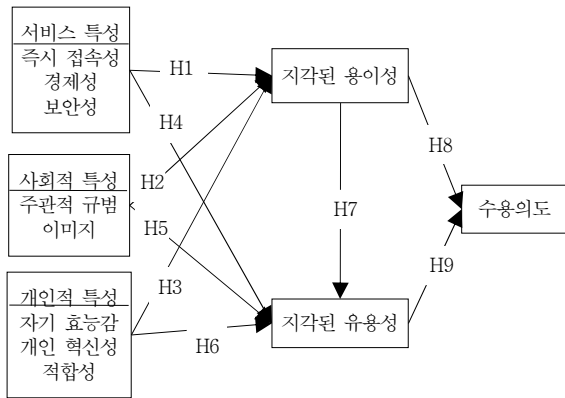 서비스 특성
즉시 접속성
경제성
보안성
H1
H4
지각된 용이성
H8
사회적 특성
주관적 규범
이미지
H2
H5
H7
수용의도
H3
H9
개인적 특성
자기 효능감
개인 혁신성
적합성
H6
지각된 유용성